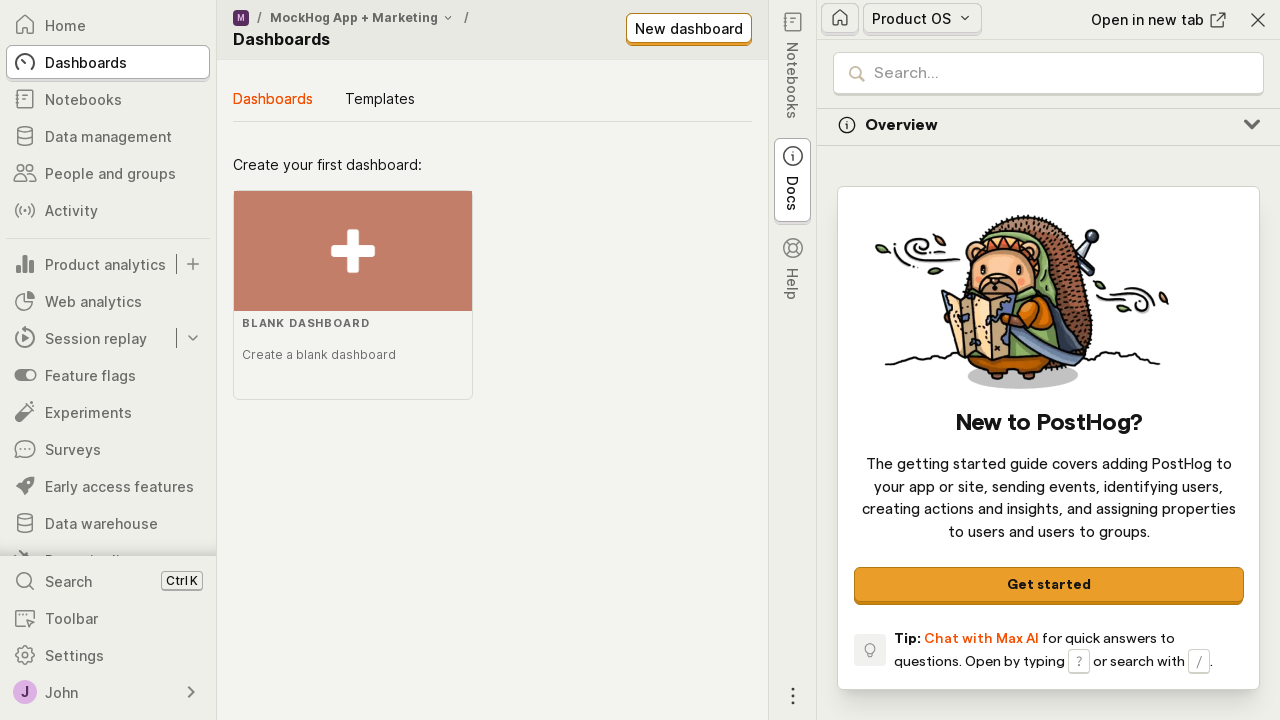 Home
Dashboards
Notebooks
Data management
People and groups
Activity
Product analytics
Web analytics
Session replay
Feature flags
Experiments
Surveys
Early access features
Data warehouse
Search Ctrl K
Toolbar
Settings
J John
M / MockHog App + Marketing /
Dashboards
New dashboard
Dashboards Templates
Create your first dashboard:
BLANK DASHBOARD
Create a blank dashboard
Notebooks
Docs
Help
Product OS
Open in new tab
Search...
Overview
New to PostHog?
The getting started guide covers adding PostHog to
your app or site, sending events, identifying users,
creating actions and insights, and assigning properties
to users and users to groups.
Get started
Tip: Chat with Max AI for quick answers to
questions. Open by typing ? or search with /.